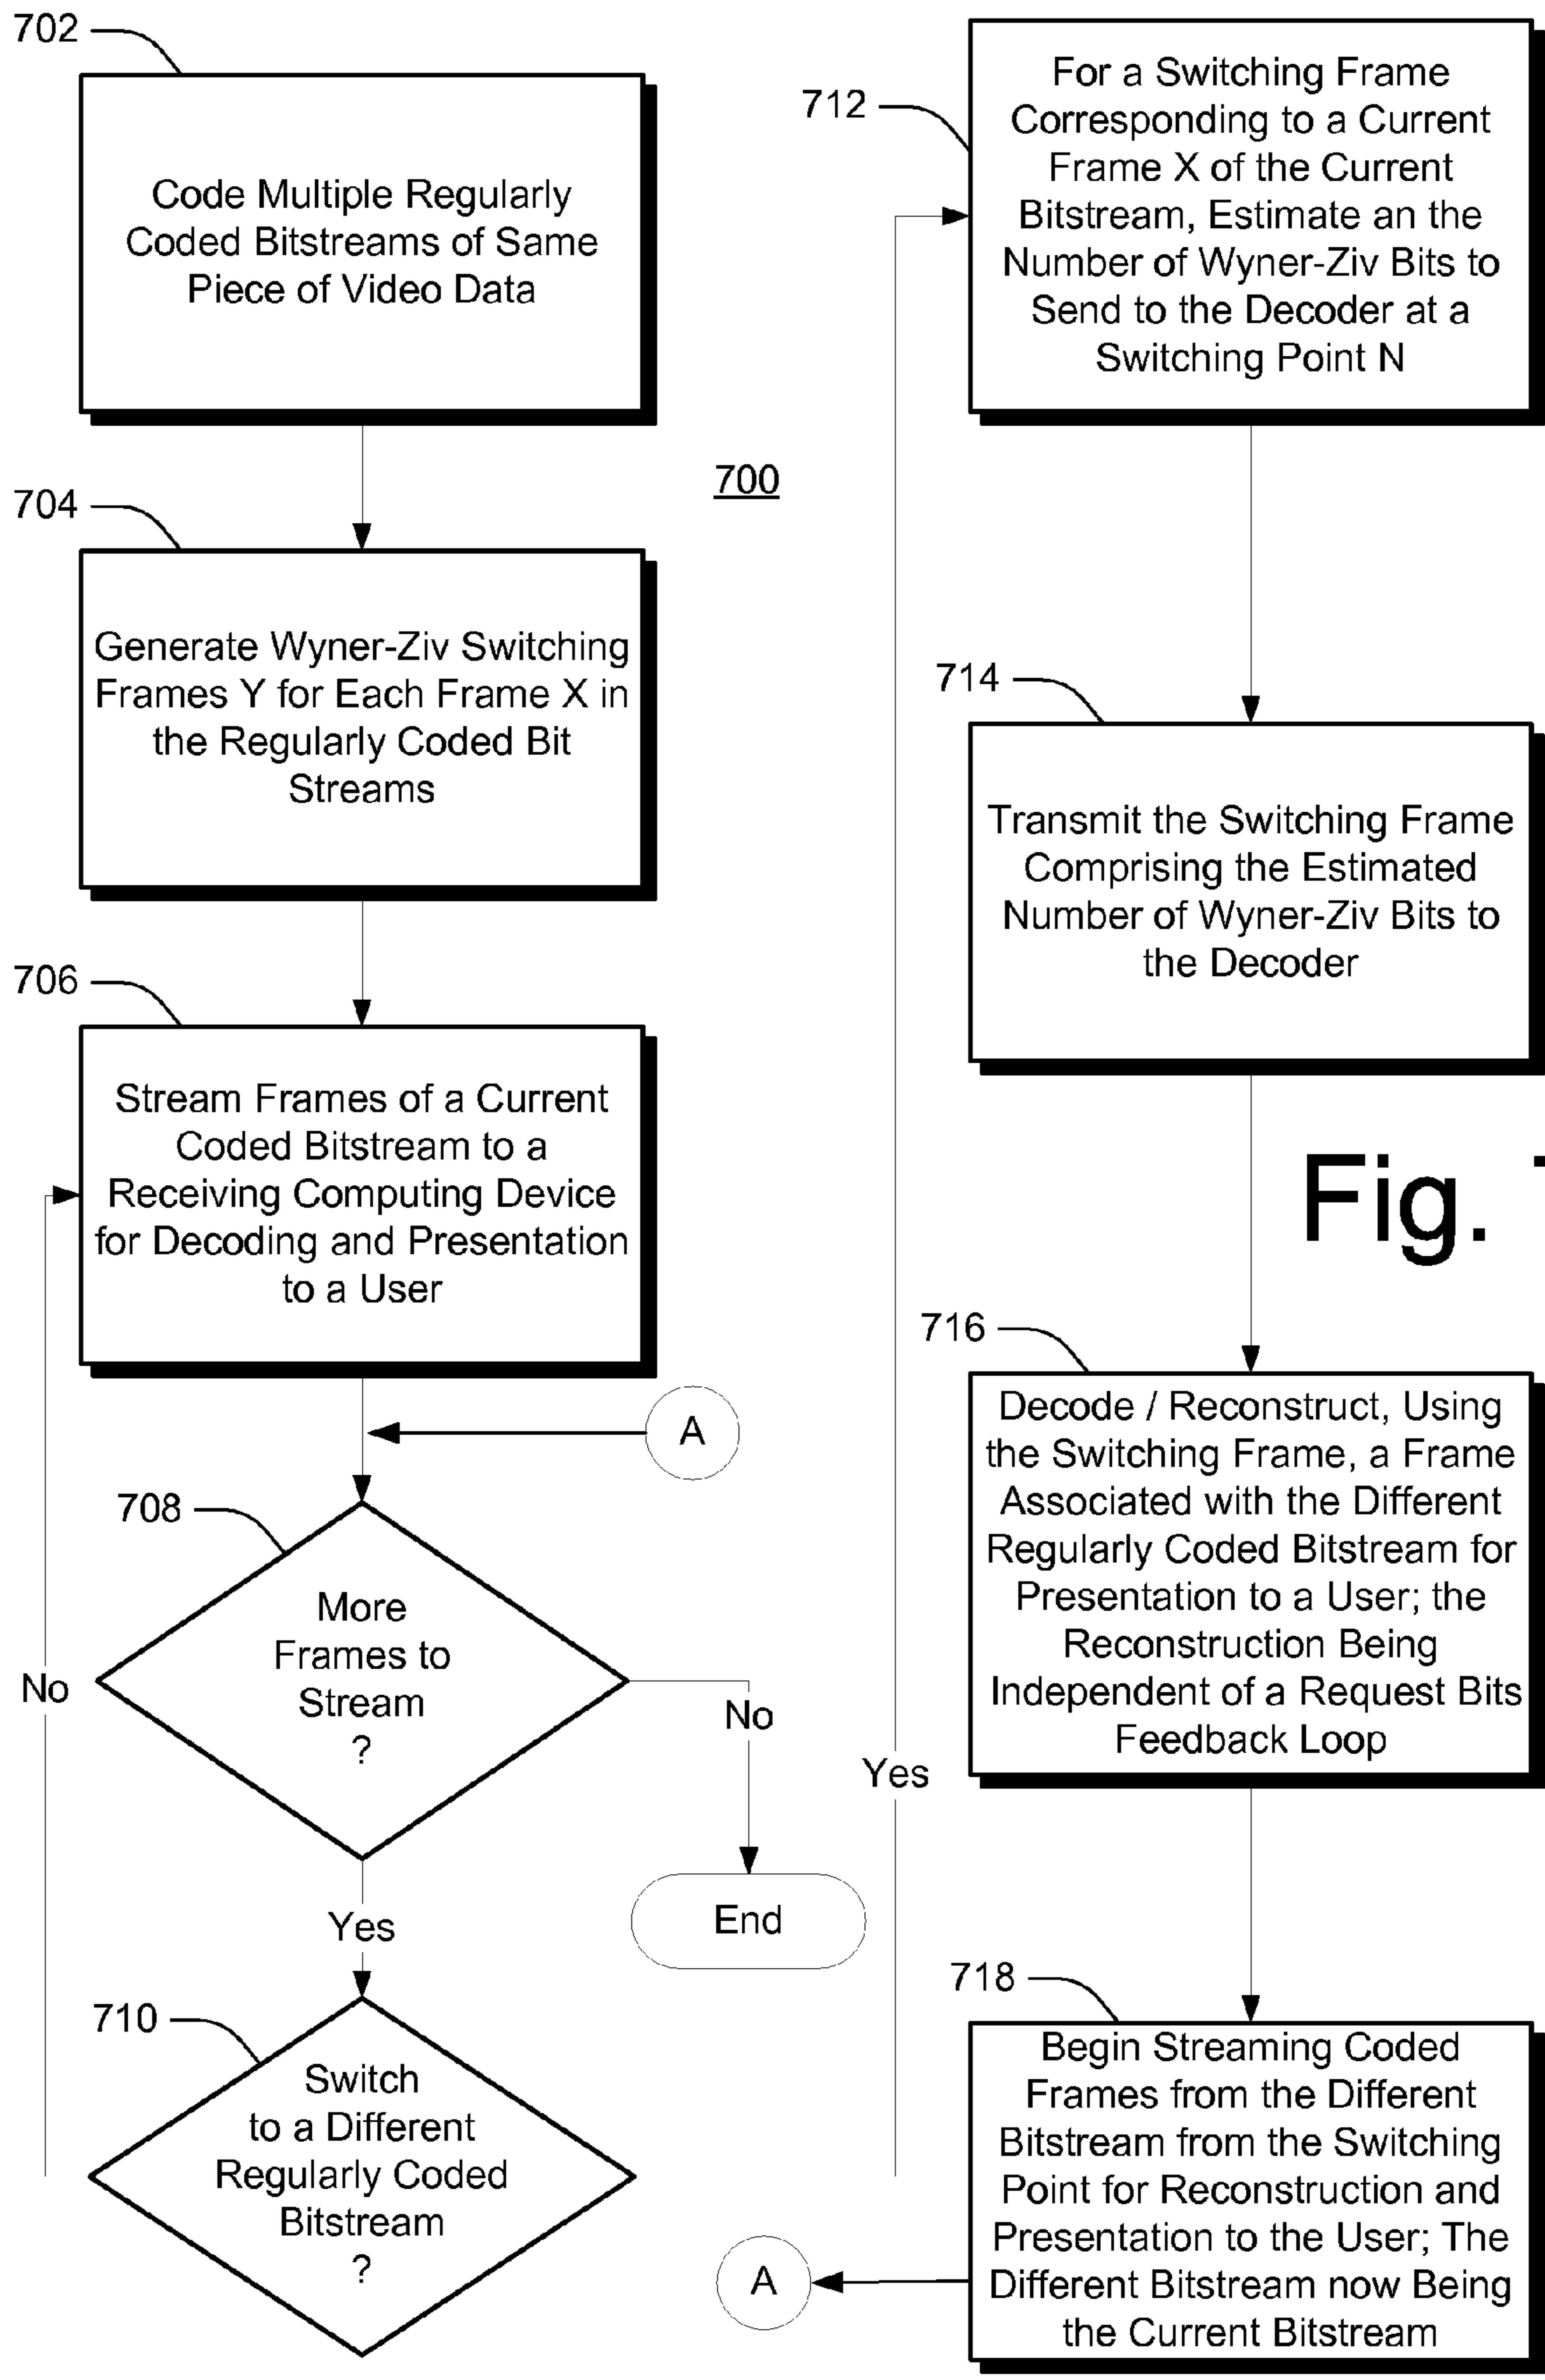 702
Code Multiple Regularly
Coded Bitstreams of Same
Piece of Video Data
700
704
Generate Wyner-Ziv Switching
Frames Y for Each Frame X in
the Regularly Coded Bit
Streams
706
Stream Frames of a Current
Coded Bitstream to a
Receiving Computing Device
for Decoding and Presentation
to a User
A
708
More
Frames to
Stream
?
No
No
End
Yes
710
Switch
to a Different
Regularly Coded
Bitstream
?
Yes
712
For a Switching Frame
Corresponding to a Current
Frame X of the Current
Bitstream, Estimate an the
Number of Wyner-Ziv Bits to
Send to the Decoder at a
Switching Point N
714
Transmit the Switching Frame
Comprising the Estimated
Number of Wyner-Ziv Bits to
the Decoder
Fig.
716
Decode / Reconstruct, Using
the Switching Frame, a Frame
Associated with the Different
Regularly Coded Bitstream for
Presentation to a User; the
Reconstruction Being
Independent of a Request Bits
Feedback Loop
718
Begin Streaming Coded
Frames from the Different
Bitstream from the Switching
Point for Reconstruction and
Presentation to the User; The
Different Bitstream now Being
the Current Bitstream
A